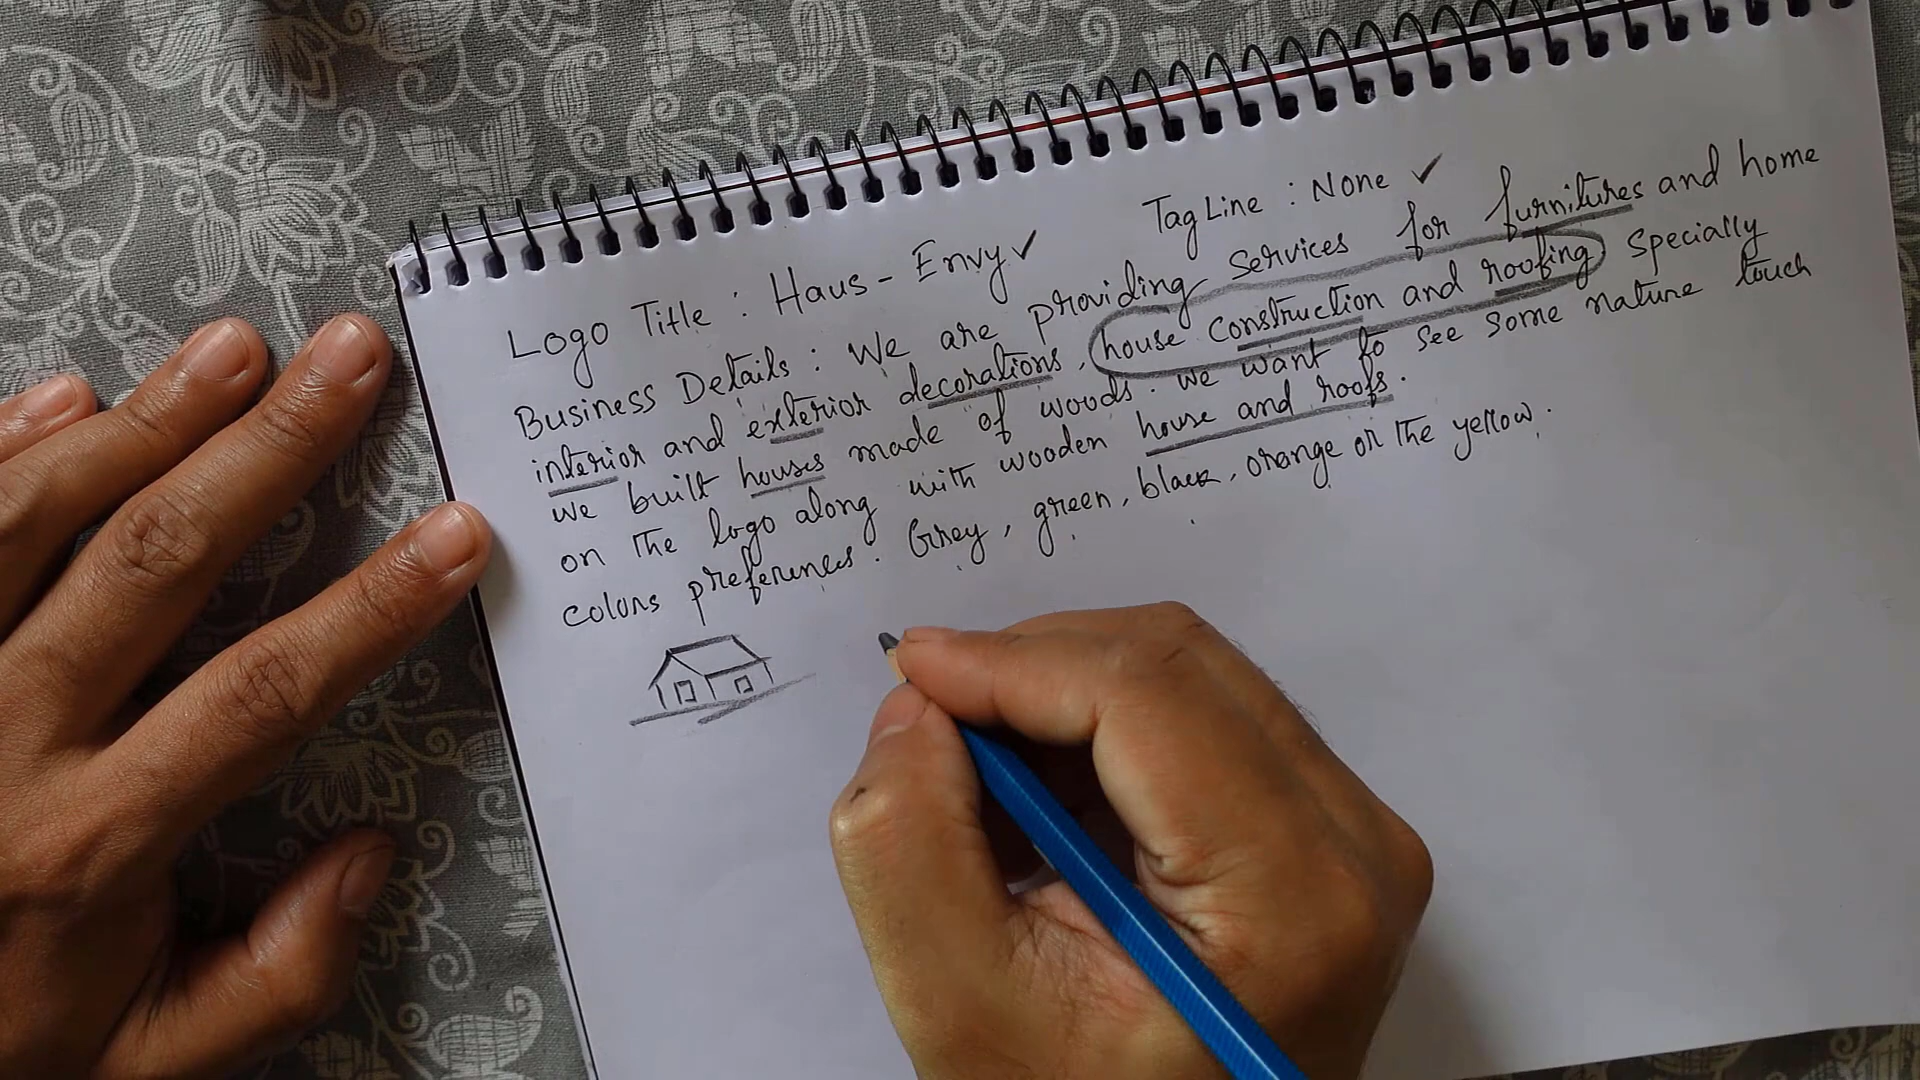 Logo Title : Haus - Envy ✓ TagLine : None ✓
Business Details : We are providing services for furnitures and home
interior and exterior decorations, house construction and roofing specially
we built houses made of woods. we want to see some nature touch
on the logo along with wooden house and roofs.
colors preferences. Grey, green, black, orange or the yellow.